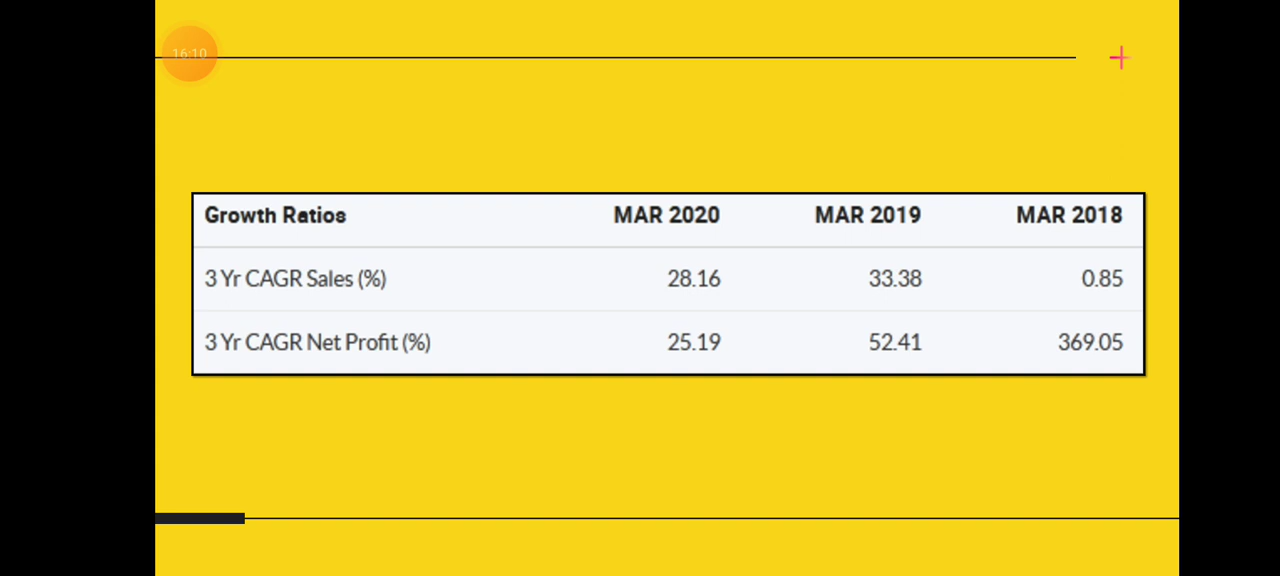 16:10
Growth Ratios MAR 2020 MAR 2019 MAR 2018
3 Yr CAGR Sales (%) 28.16 33.38 0.85
3 Yr CAGR Net Profit (%) 25.19 52.41 369.05